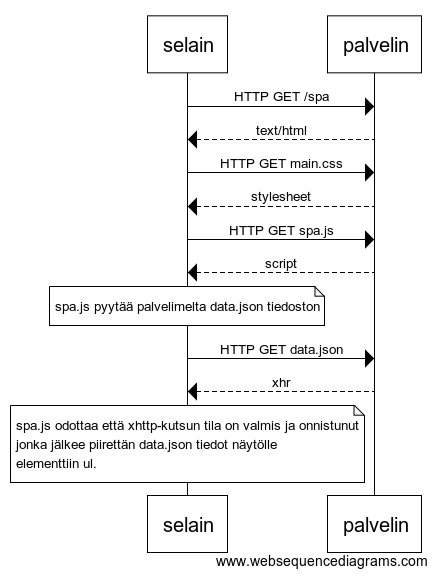 selain palvelin
HTTP GET /spa
text/html
HTTP GET main.css
stylesheet
HTTP GET spa.js
script
spa.js pyytää palvelimelta data.json tiedoston
HTTP GET data.json
xhr
spa.js odottaa että xhttp-kutsun tila on valmis ja onnistunut
jonka jälkee piirettän data.json tiedot näytölle
elementtiin ul.
selain palvelin
www.websequencediagrams.com